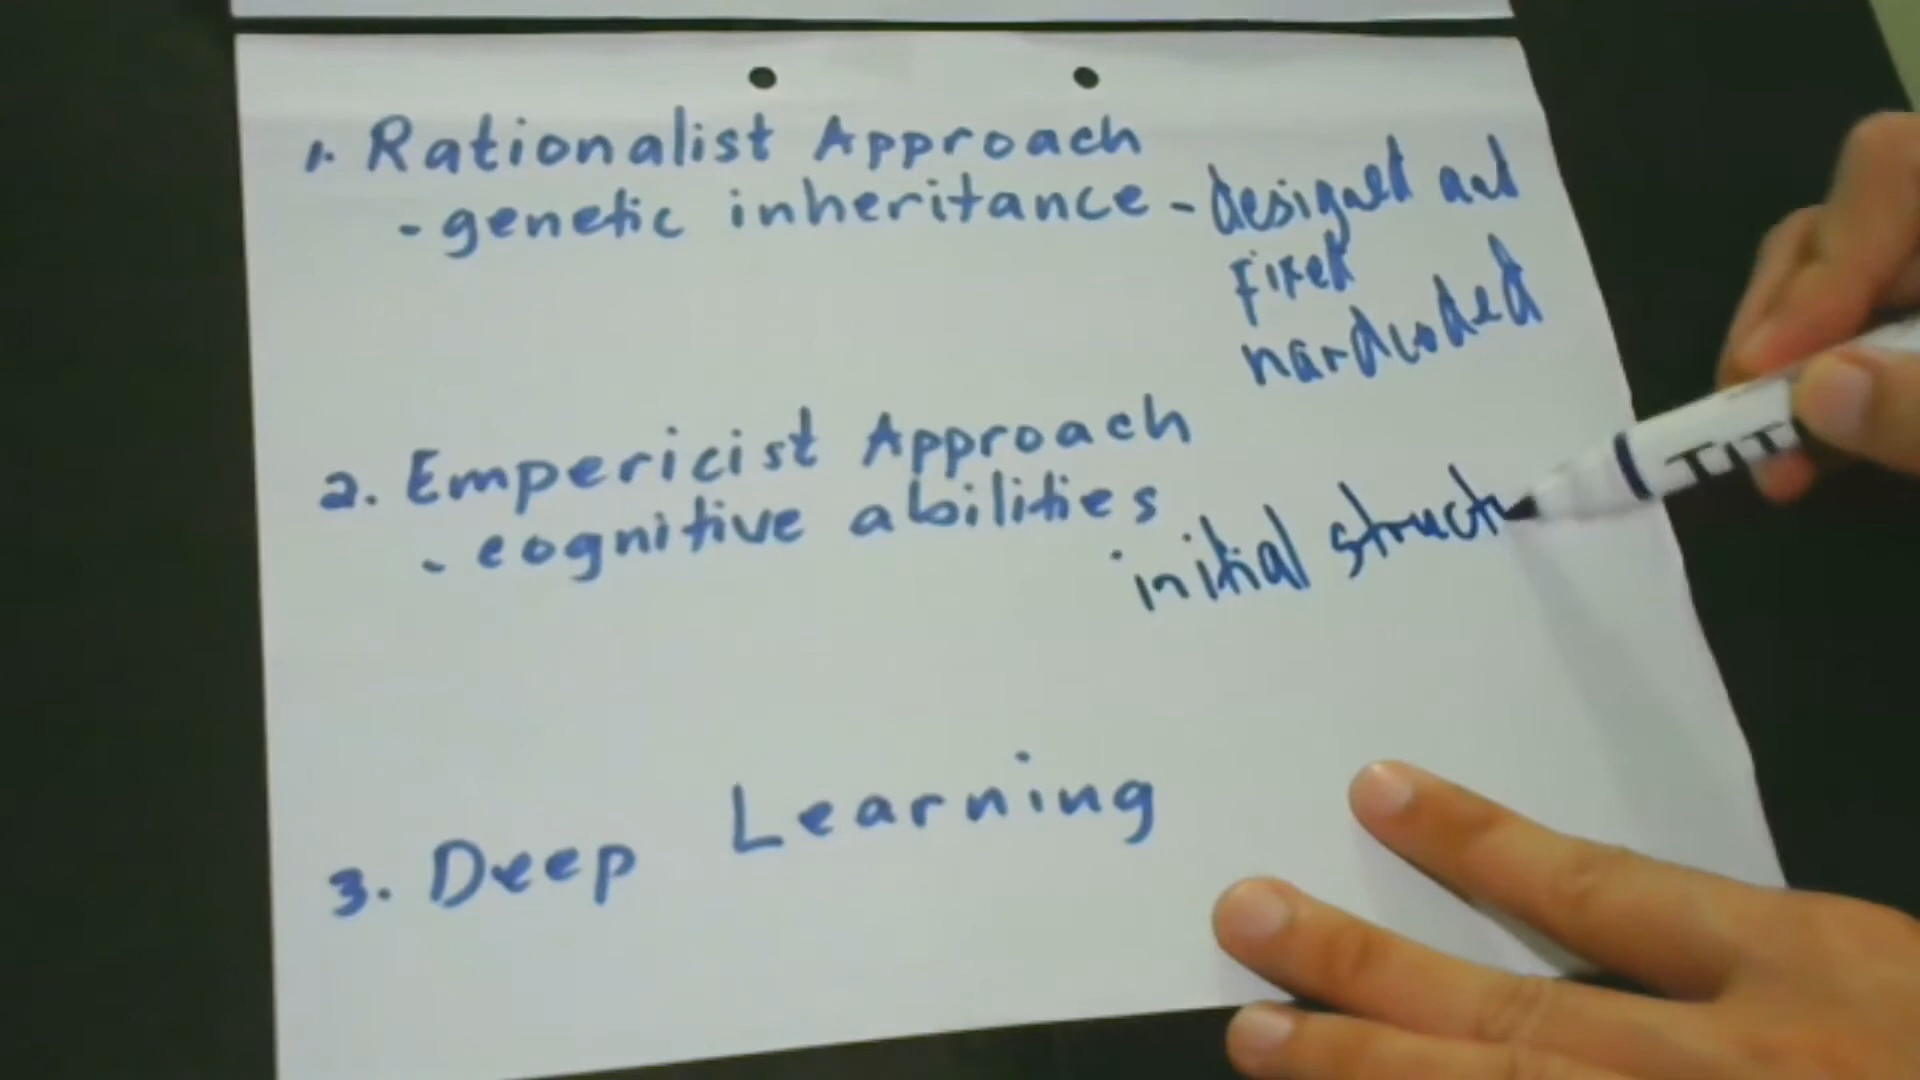 1. Rationalist Approach
- genetic inheritance - designed and
fixed
hardcoded
2. Empericist Approach
- cognitive abilities
initial struct
3. Deep Learning